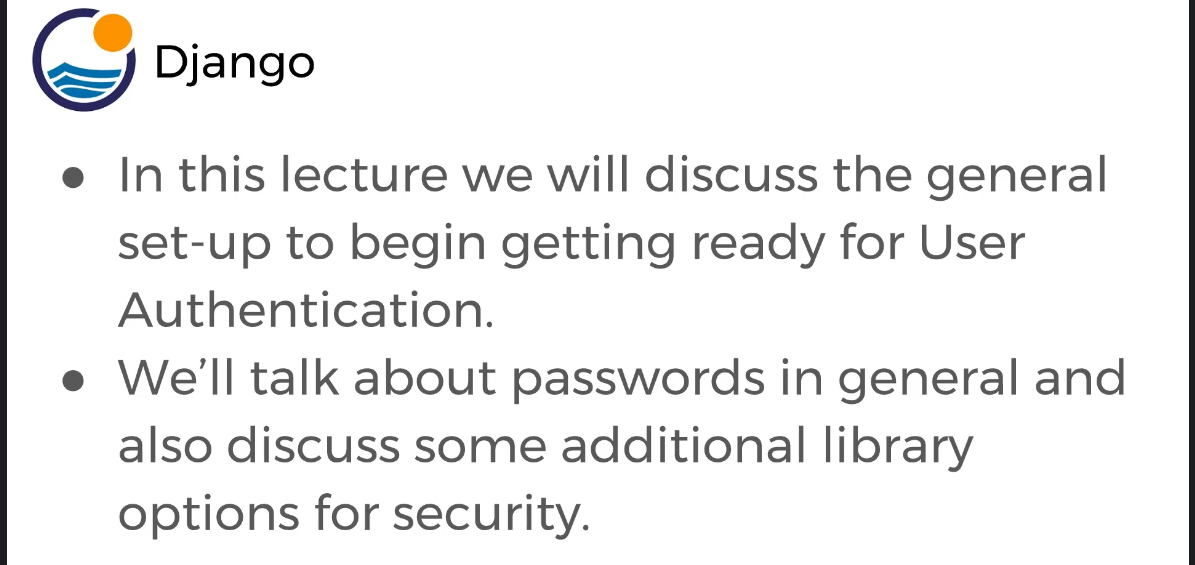 Django
● In this lecture we will discuss the general
set-up to begin getting ready for User
Authentication.
● We’ll talk about passwords in general and
also discuss some additional library
options for security.